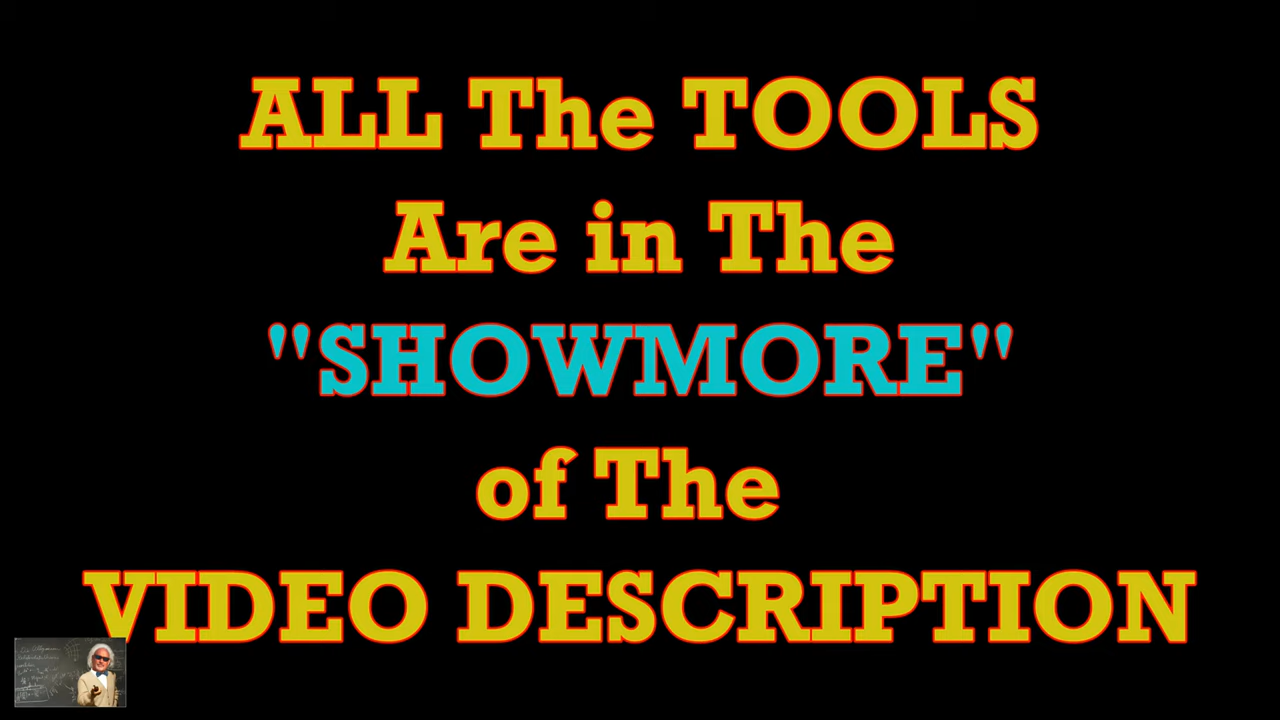 ALL The TOOLS
Are in The
"SHOWMORE"
of The
VIDEO DESCRIPTION